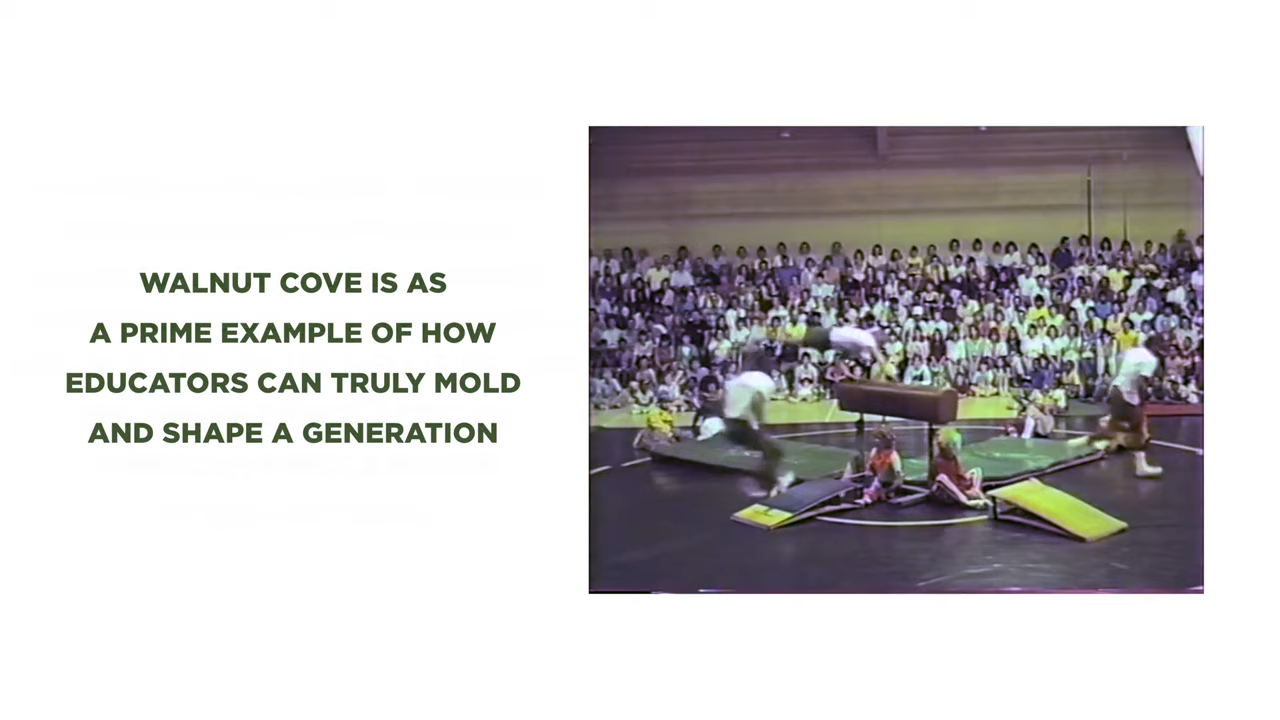 WALNUT COVE IS AS
A PRIME EXAMPLE OF HOW
EDUCATORS CAN TRULY MOLD
AND SHAPE A GENERATION